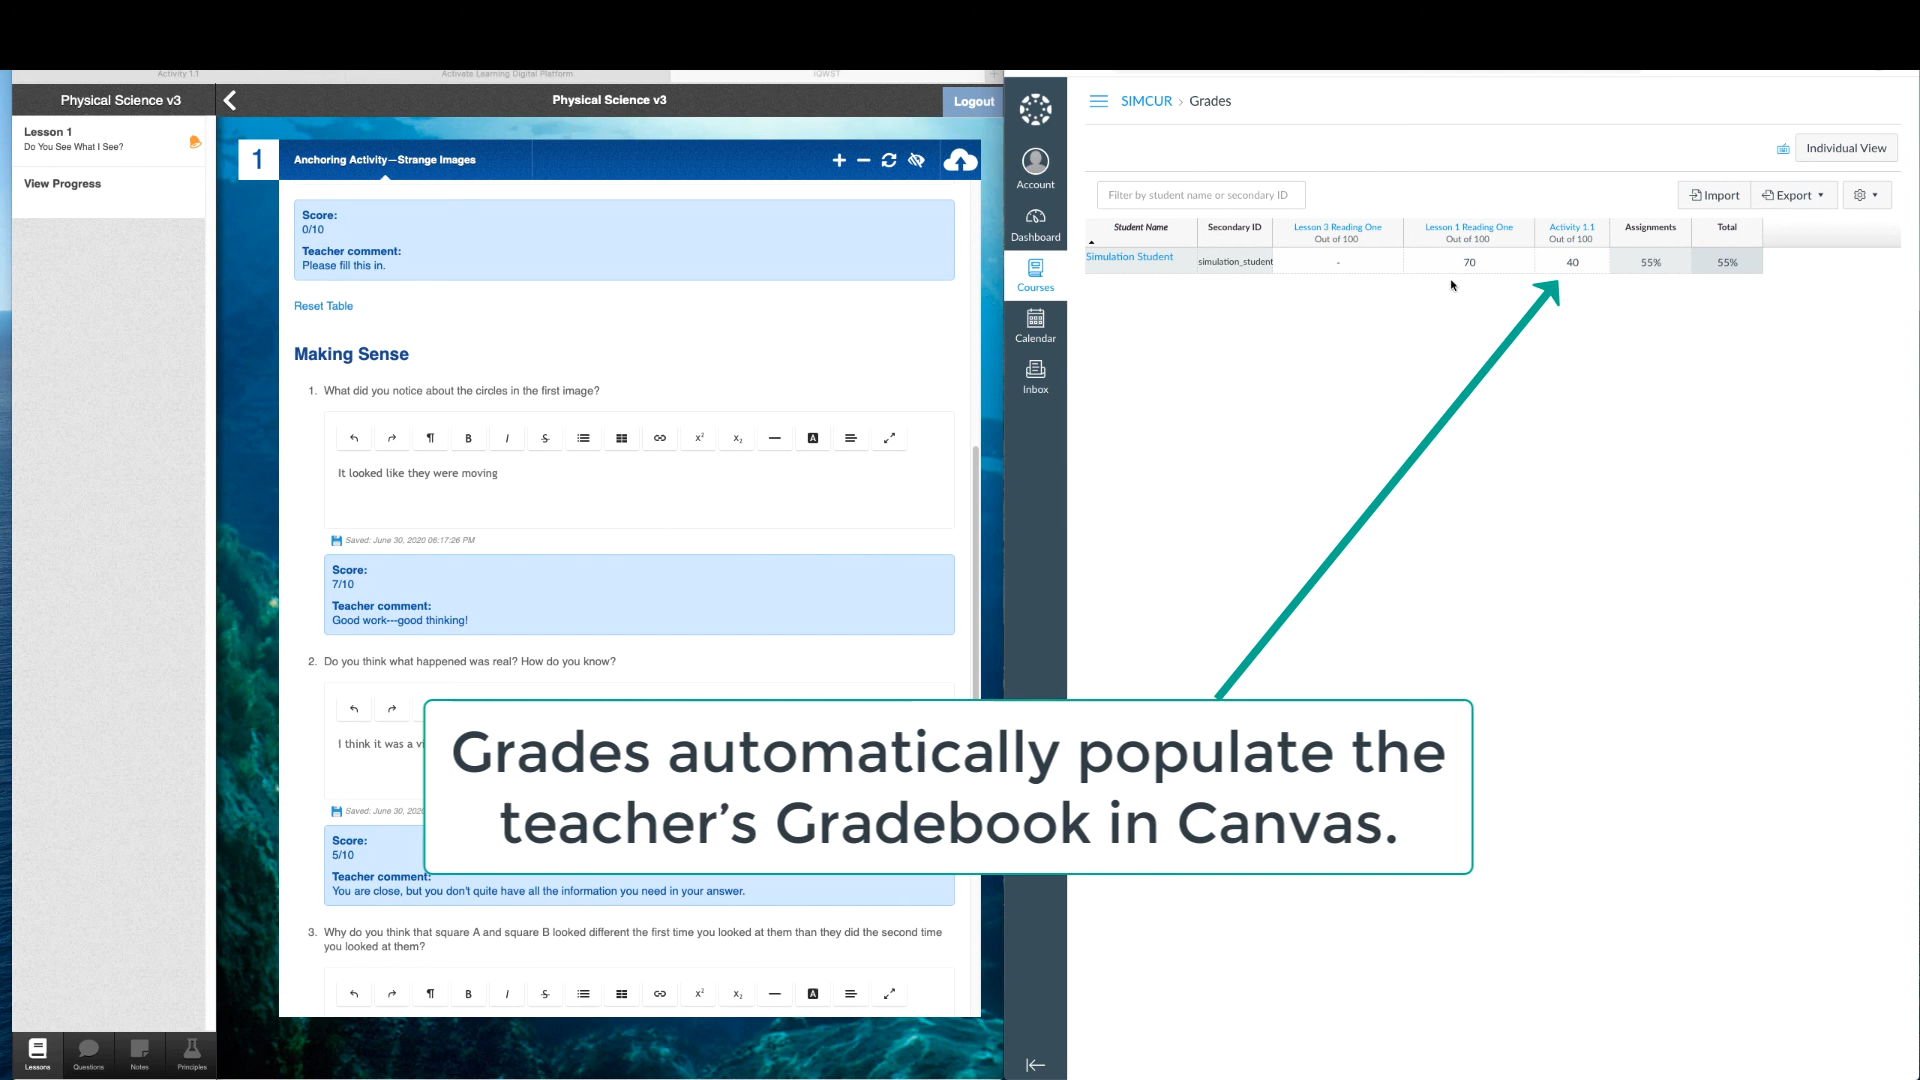 Activity 1.1
Activate Learning Digital Platform
IQWST
Physical Science v3
Physical Science v3
Logout
Lesson 1
Do You See What I See?
View Progress
1
Anchoring Activity—Strange Images
Score:
0/10
Teacher comment:
Please fill this in.
Reset Table
Making Sense
1. What did you notice about the circles in the first image?
It looked like they were moving
Saved: June 30, 2020 06:17:26 PM
Score:
7/10
Teacher comment:
Good work---good thinking!
2. Do you think what happened was real? How do you know?
I think it was a vi
Saved: June 30, 202
Score:
5/10
Teacher comment:
You are close, but you don't quite have all the information you need in your answer.
3. Why do you think that square A and square B looked different the first time you looked at them than they did the second time
you looked at them?
Lessons
Questions
Notes
Principles
Account
Dashboard
Courses
Calendar
Inbox
SIMCUR > Grades
Individual View
Filter by student name or secondary ID
Import
Export
Student Name Secondary ID Lesson 3 Reading One Lesson 1 Reading One Activity 1.1 Assignments Total
Out of 100 Out of 100 Out of 100
Simulation Student simulation_student - 70 40 55% 55%
Grades automatically populate the
teacher’s Gradebook in Canvas.